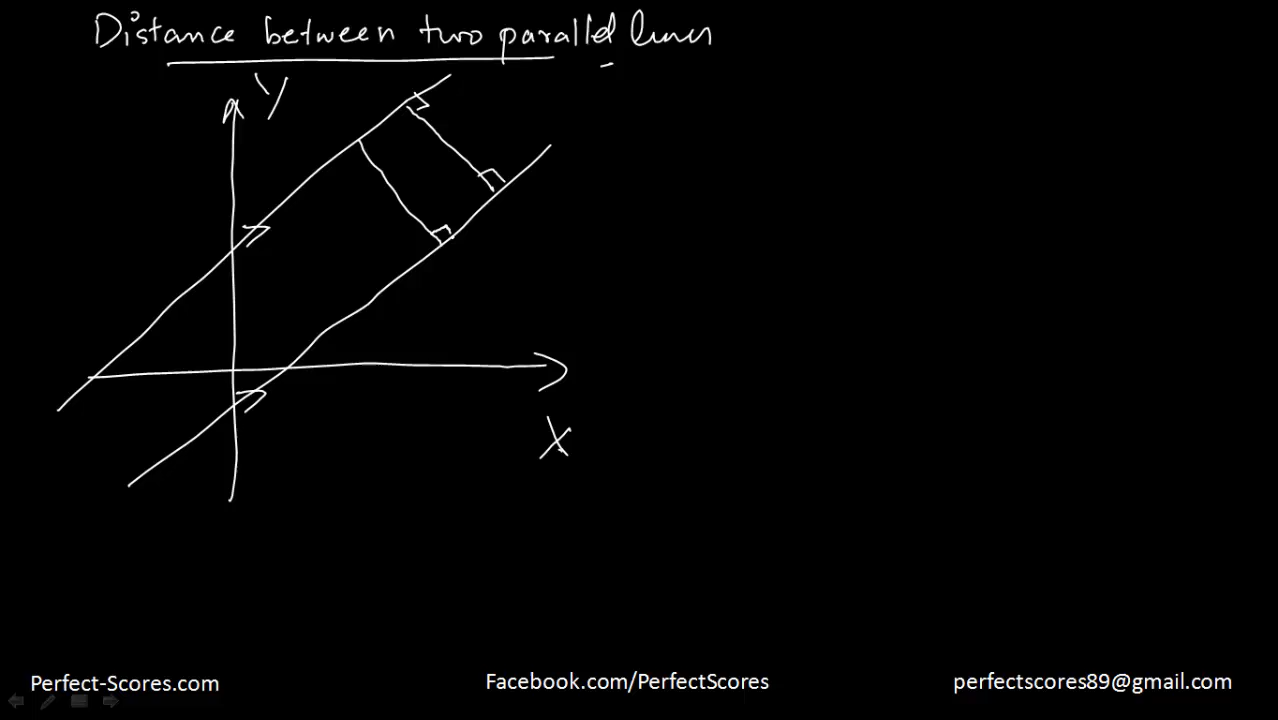 Distance between two parallel lines
Y
X
Perfect-Scores.com
Facebook.com/PerfectScores
perfectscores89@gmail.com